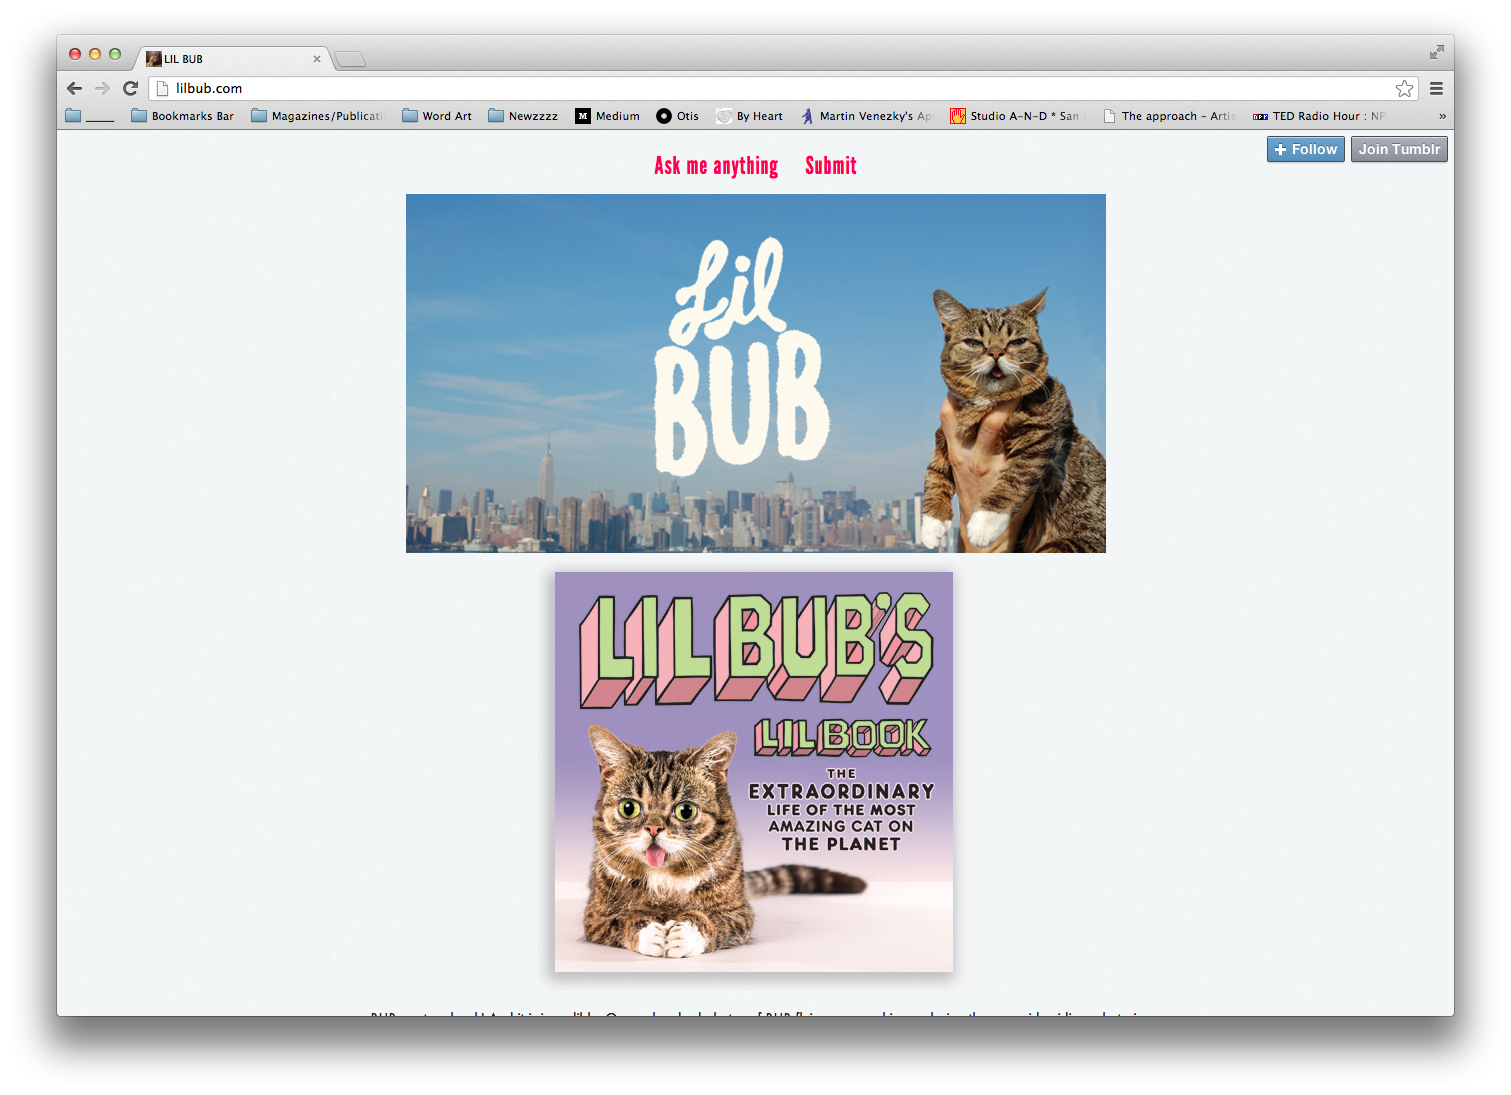 LIL BUB
lilbub.com
Bookmarks Bar Magazines/Publicati Word Art Newzzzz Medium Otis By Heart Martin Venezky's Ap Studio A-N-D * San The approach – Artis TED Radio Hour : NP »
+ Follow Join Tumblr
Ask me anything Submit
Lil
BUB
LIL BUB'S
LIL BOOK
THE
EXTRAORDINARY
LIFE OF THE MOST
AMAZING CAT ON
THE PLANET